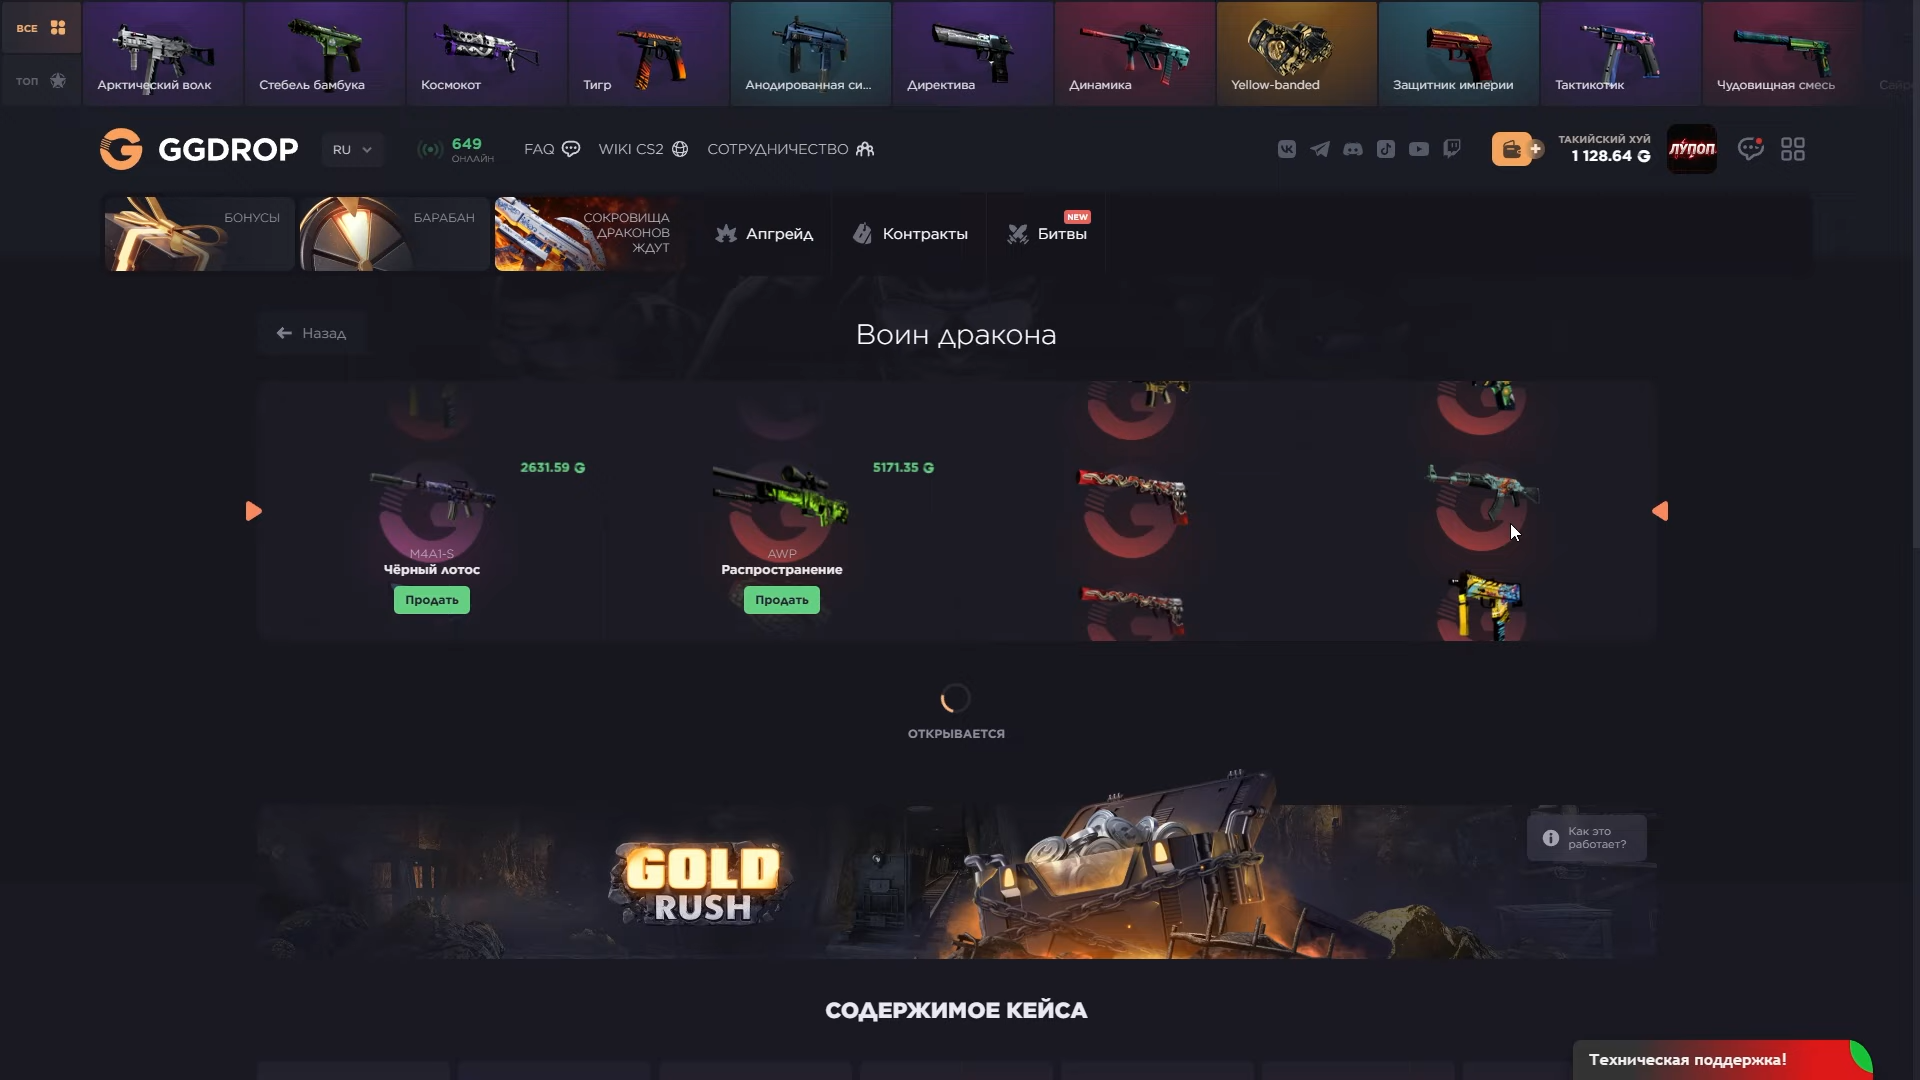 ВСЕ
ТОП
Арктический волк
Стебель бамбука
Космокот
Тигр
Анодированная си...
Директива
Динамика
Yellow-banded
Защитник империи
Тактикотик
Чудовищная смесь
GGDROP
RU
649
ОНЛАЙН
FAQ
WIKI CS2
СОТРУДНИЧЕСТВО
ТАКИЙСКИЙ ХУЙ
1 128.64 G
ЛУПОП
БОНУСЫ
БАРАБАН
СОКРОВИЩА
ДРАКОНОВ
ЖДУТ
Апгрейд
Контракты
NEW
Битвы
Назад
Воин дракона
2631.59 G
5171.35 G
M4A1-S
Чёрный лотос
Продать
AWP
Распространение
Продать
ОТКРЫВАЕТСЯ
GOLD
RUSH
Как это
работает?
СОДЕРЖИМОЕ КЕЙСА
Техническая поддержка!